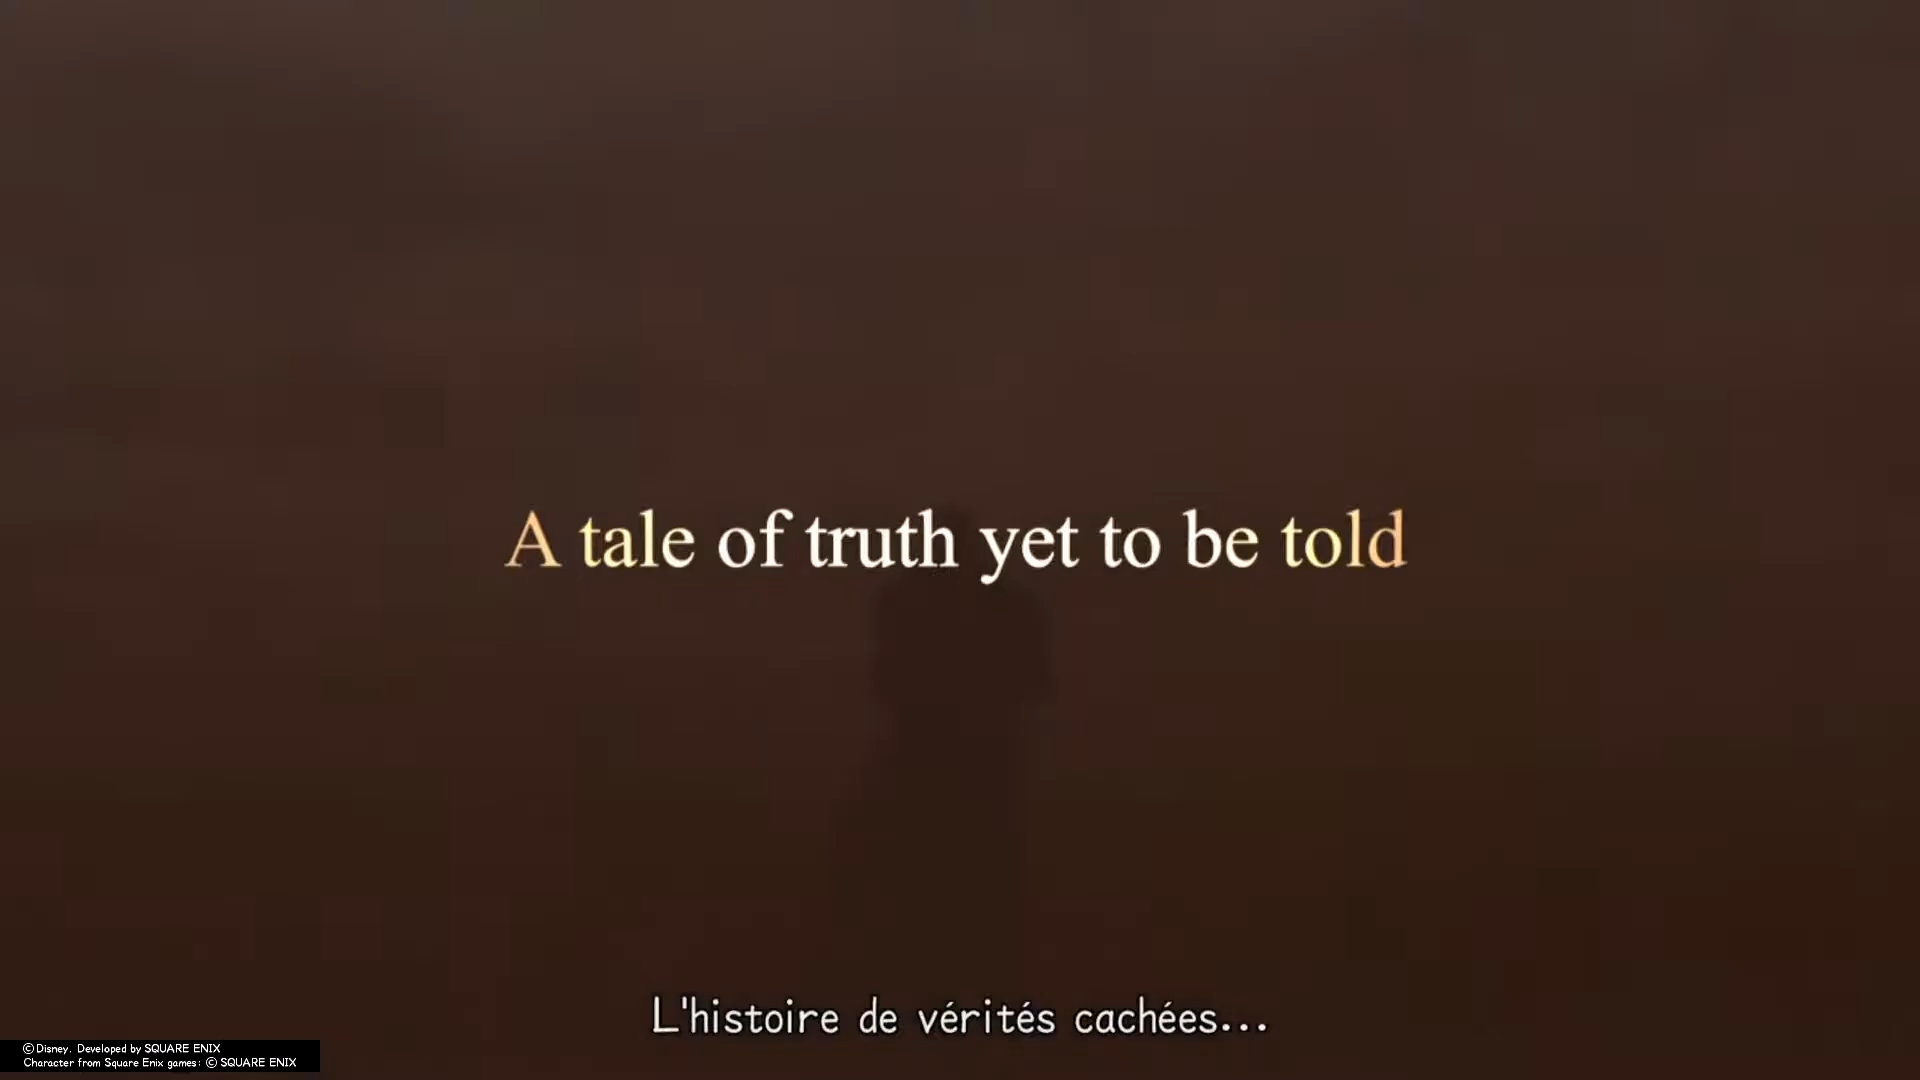 A tale of truth yet to be told
L'histoire de vérités cachées...
©Disney. Developed by SQUARE ENIX
Character from Square Enix games: © SQUARE ENIX